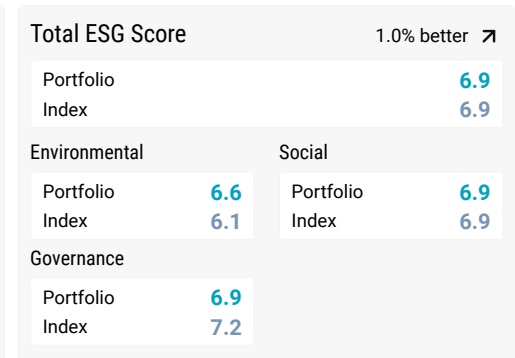 Total ESG Score 1.0% better
Portfolio 6.9
Index 6.9
Environmental
Portfolio 6.6
Index 6.1
Social
Portfolio 6.9
Index 6.9
Governance
Portfolio 6.9
Index 7.2